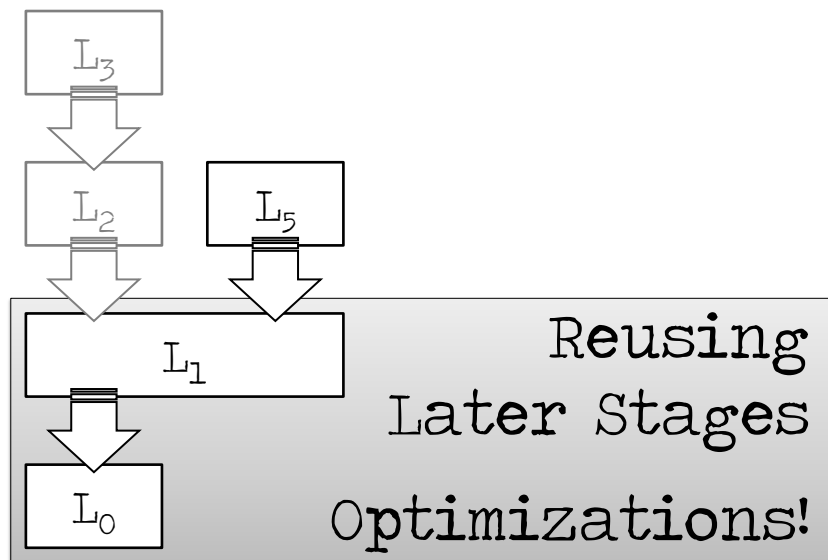 L₃
L₂ L₅
L₁
Reusing
Later Stages
L₀
Optimizations!